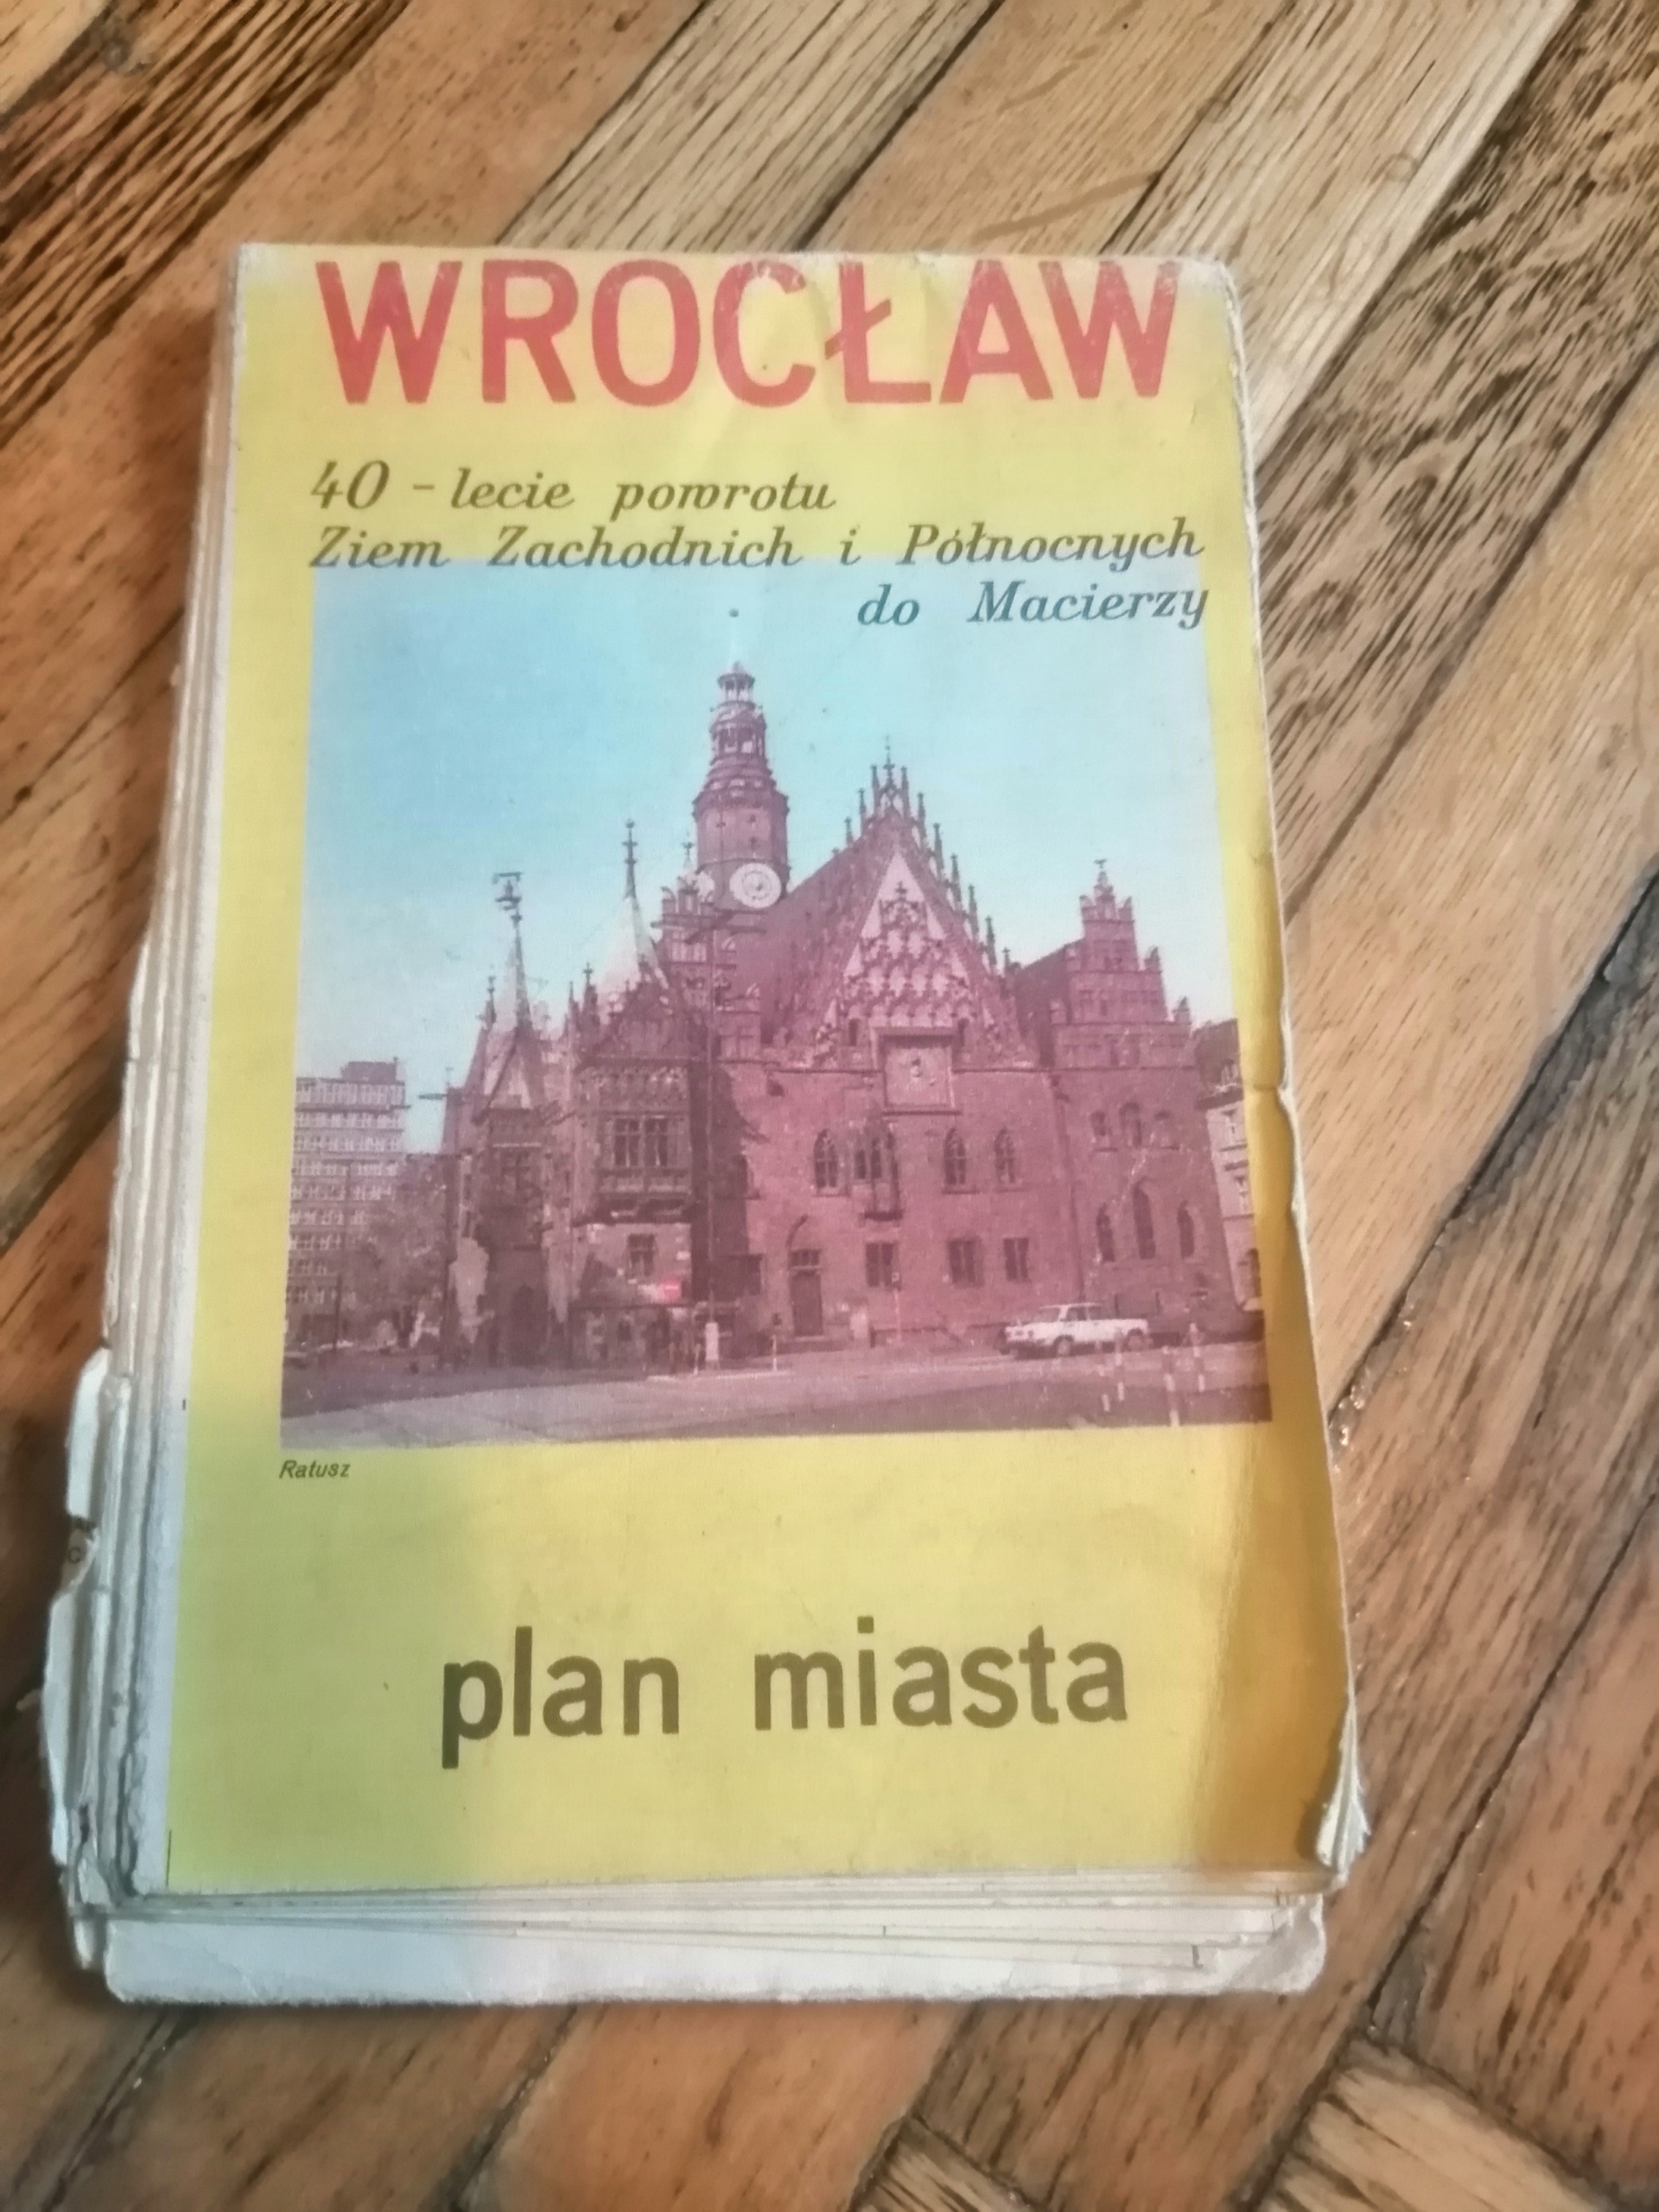 WROCŁAW
40 - lecie powrotu
Ziem Zachodnich i Północnych
do Macierzy
Ratusz
plan miasta